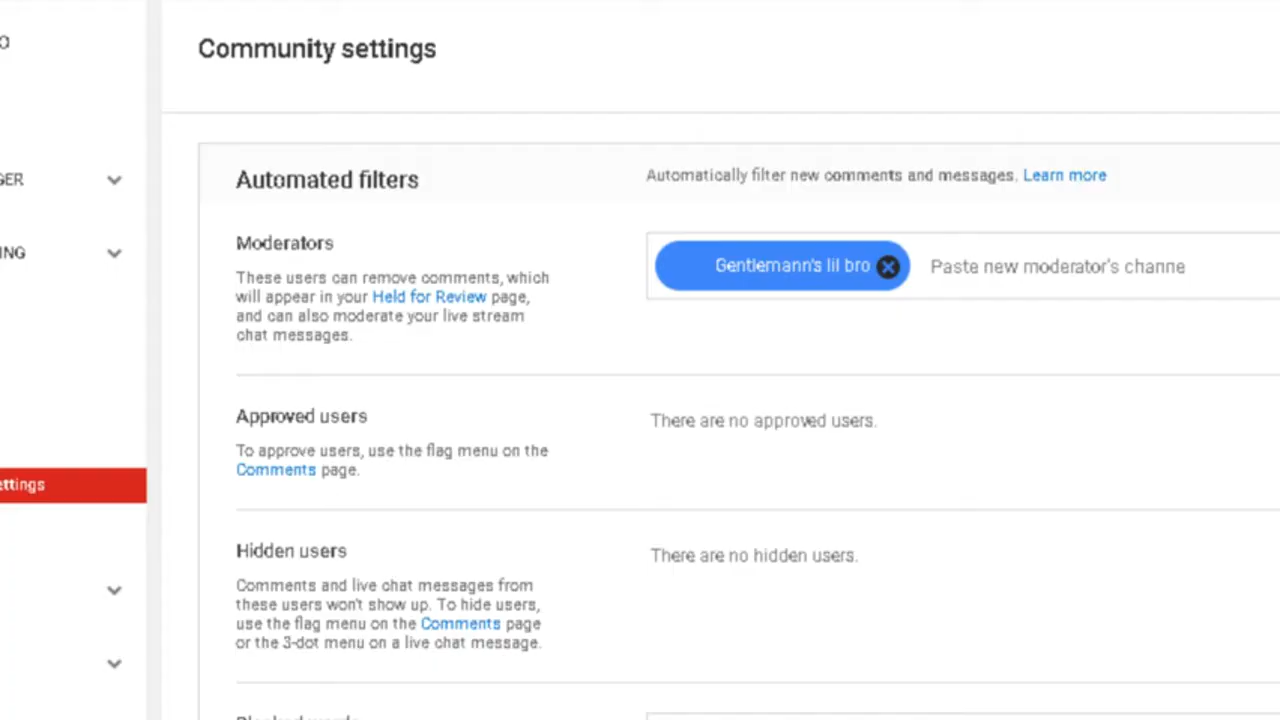 Community settings
GER
ING
ettings
Automated filters
Automatically filter new comments and messages. Learn more
Moderators
These users can remove comments, which
will appear in your Held for Review page,
and can also moderate your live stream
chat messages.
Gentlemann's lil bro
Paste new moderator's channe
Approved users
To approve users, use the flag menu on the
Comments page.
There are no approved users.
Hidden users
Comments and live chat messages from
these users won't show up. To hide users,
use the flag menu on the Comments page
or the 3-dot menu on a live chat message.
There are no hidden users.